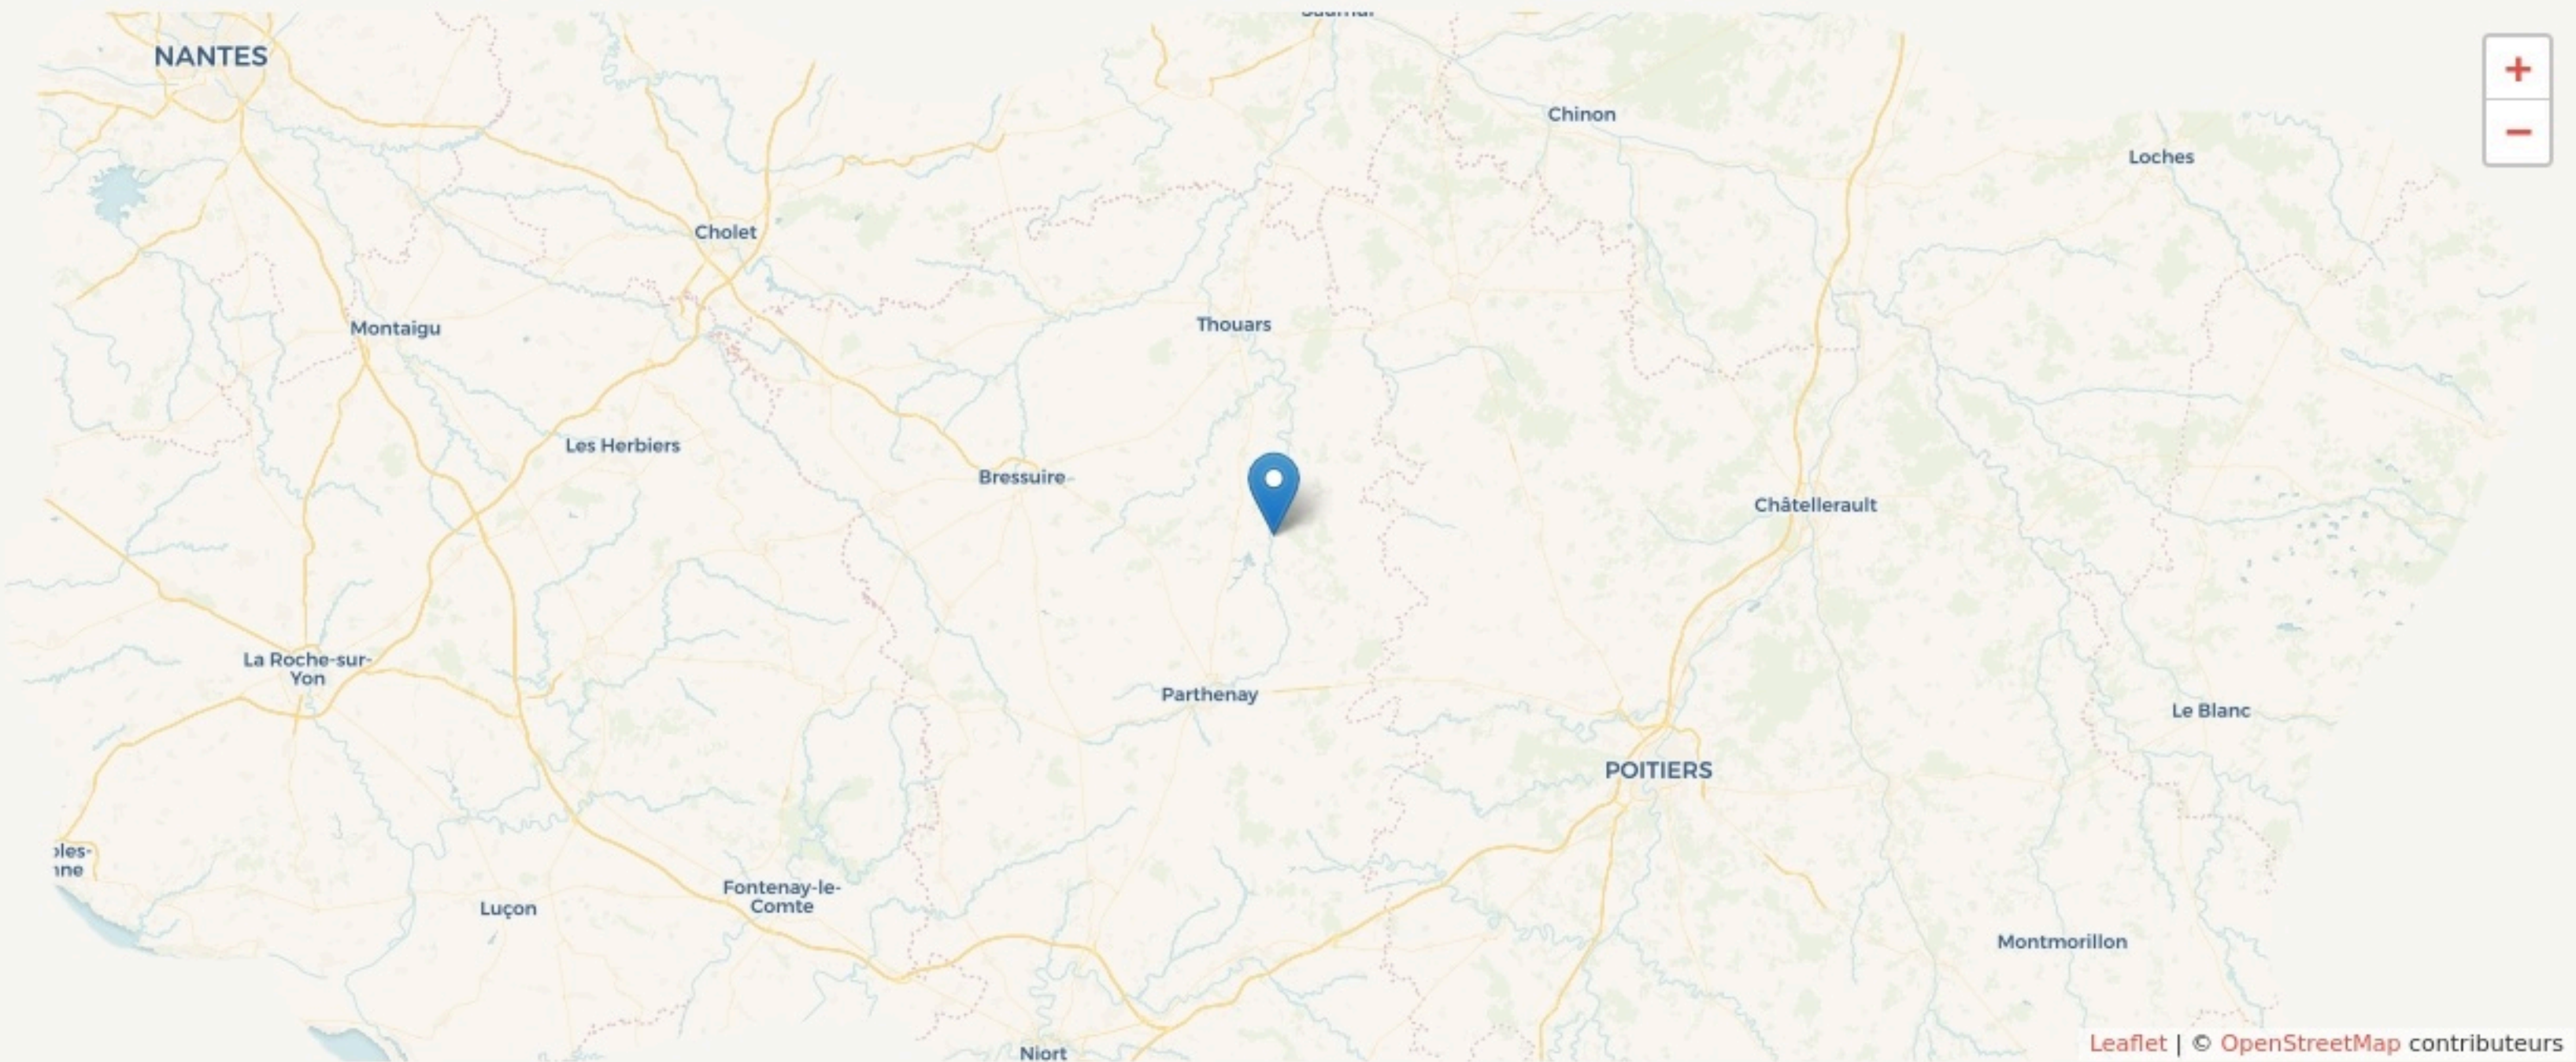 NANTES
Chinon
Loches
Cholet
Thouars
Montaigu
Les Herbiers
Bressuire
Châtellerault
La Roche-sur-
Yon
Parthenay
Le Blanc
POITIERS
Fontenay-le-
Comte
Luçon
Montmorillon
Niort
+
−
Leaflet | © OpenStreetMap contributeurs